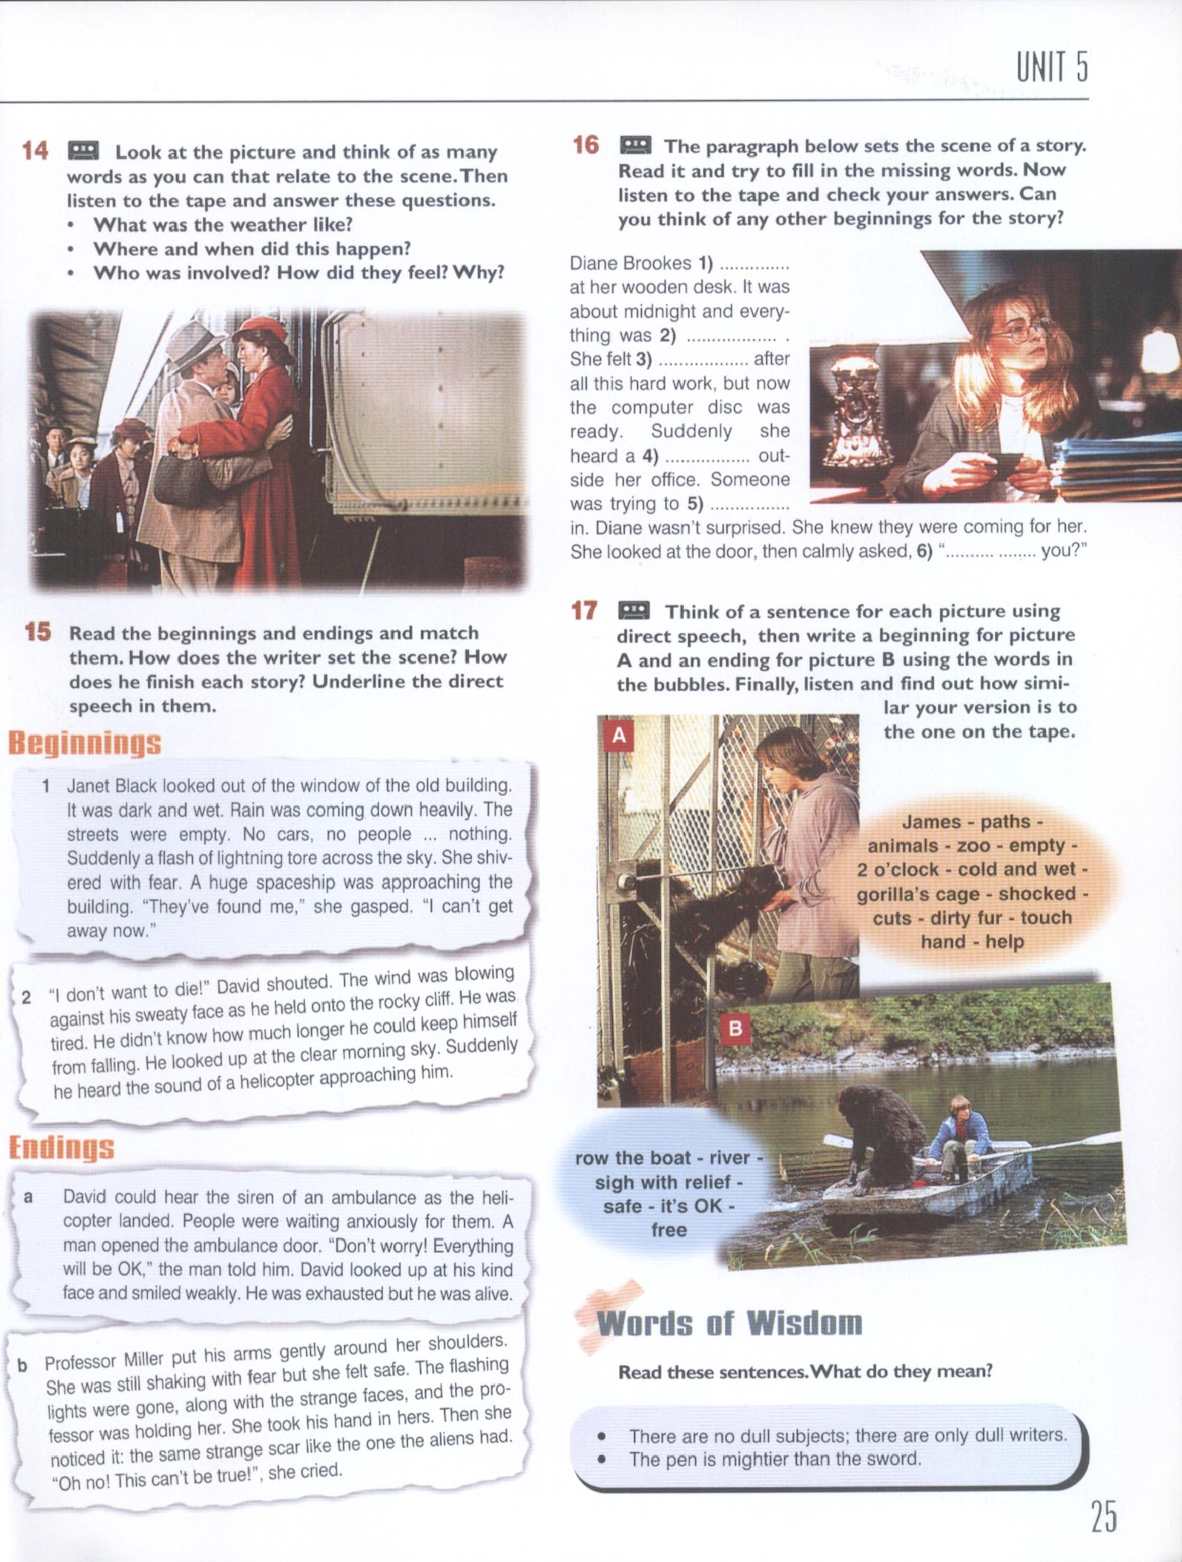 UNIT 5
14 Look at the picture and think of as many
words as you can that relate to the scene. Then
listen to the tape and answer these questions.
• What was the weather like?
• Where and when did this happen?
• Who was involved? How did they feel? Why?
15 Read the beginnings and endings and match
them. How does the writer set the scene? How
does he finish each story? Underline the direct
speech in them.
Beginnings
1 Janet Black looked out of the window of the old building.
It was dark and wet. Rain was coming down heavily. The
streets were empty. No cars, no people ... nothing.
Suddenly a flash of lightning tore across the sky. She shiv-
ered with fear. A huge spaceship was approaching the
building. “They've found me,” she gasped. “I can't get
away now.”
2 “I don't want to die!” David shouted. The wind was blowing
against his sweaty face as he held onto the rocky cliff. He was
tired. He didn't know how much longer he could keep himself
from falling. He looked up at the clear morning sky. Suddenly
he heard the sound of a helicopter approaching him.
Endings
a David could hear the siren of an ambulance as the heli-
copter landed. People were waiting anxiously for them. A
man opened the ambulance door. “Don't worry! Everything
will be OK,” the man told him. David looked up at his kind
face and smiled weakly. He was exhausted but he was alive.
b Professor Miller put his arms gently around her shoulders.
She was still shaking with fear but she felt safe. The flashing
lights were gone, along with the strange faces, and the pro-
fessor was holding her. She took his hand in hers. Then she
noticed it: the same strange scar like the one the aliens had.
“Oh no! This can't be true!”, she cried.
16 The paragraph below sets the scene of a story.
Read it and try to fill in the missing words. Now
listen to the tape and check your answers. Can
you think of any other beginnings for the story?
Diane Brookes 1) ..............
at her wooden desk. It was
about midnight and every-
thing was 2) .................. .
She felt 3) .................. after
all this hard work, but now
the computer disc was
ready. Suddenly she
heard a 4) ................. out-
side her office. Someone
was trying to 5) ................
in. Diane wasn't surprised. She knew they were coming for her.
She looked at the door, then calmly asked, 6) “.......... ........ you?”
17 Think of a sentence for each picture using
direct speech, then write a beginning for picture
A and an ending for picture B using the words in
the bubbles. Finally, listen and find out how simi-
lar your version is to
the one on the tape.
A
James - paths -
animals - zoo - empty -
2 o'clock - cold and wet -
gorilla's cage - shocked -
cuts - dirty fur - touch
hand - help
B
row the boat - river -
sigh with relief -
safe - it's OK -
free
Words of Wisdom
Read these sentences. What do they mean?
• There are no dull subjects; there are only dull writers.
• The pen is mightier than the sword.
25